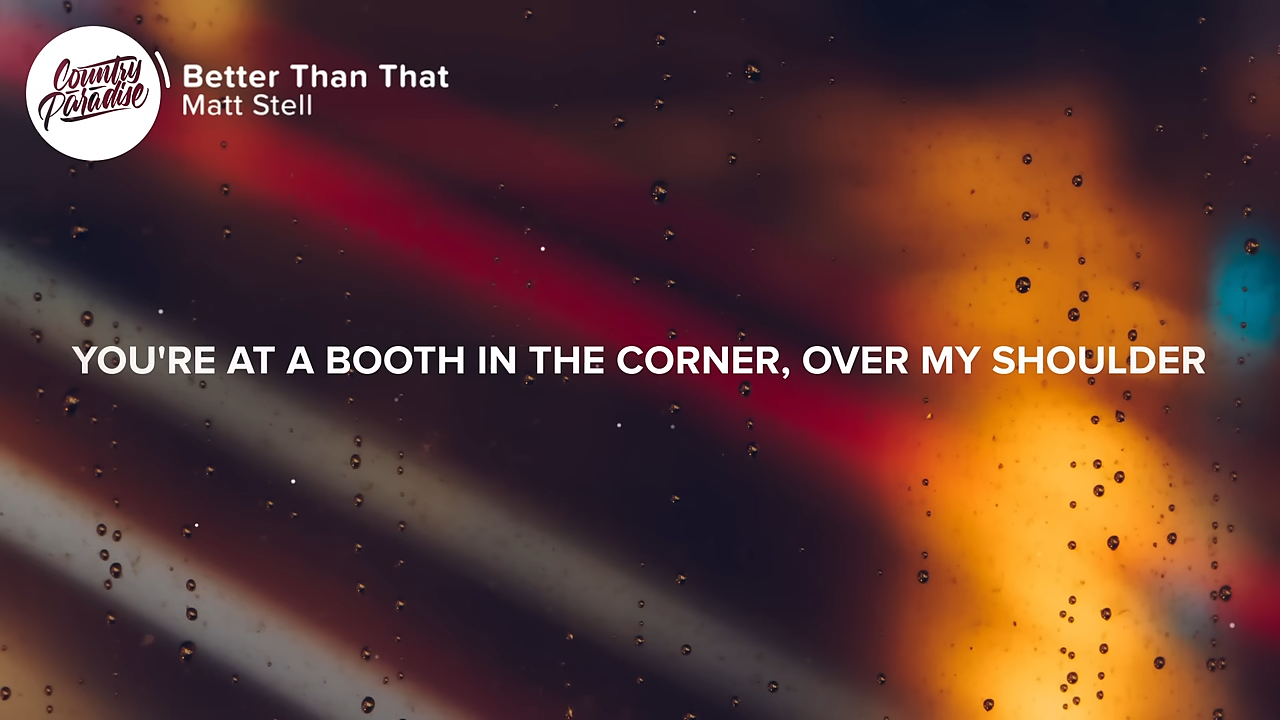 Country
Paradise
Better Than That
Matt Stell
YOU'RE AT A BOOTH IN THE CORNER, OVER MY SHOULDER